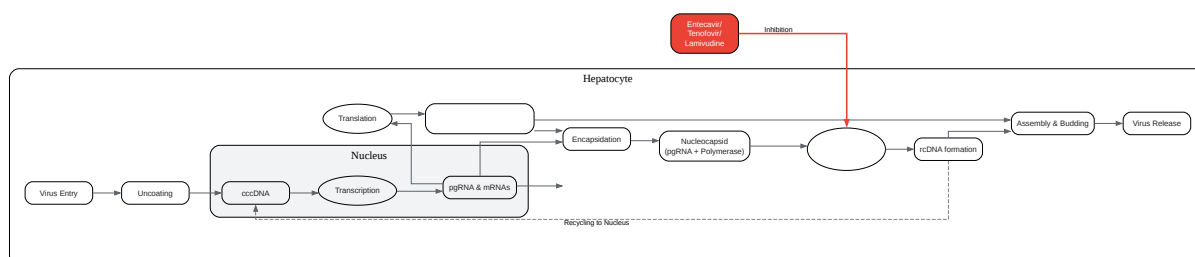 Entecavir/
Tenofovir/
Lamivudine
Inhibition
Hepatocyte
Translation
Assembly & Budding
Virus Release
Encapsidation
Nucleocapsid
(pgRNA + Polymerase)
rcDNA formation
Nucleus
Virus Entry
Uncoating
cccDNA
Transcription
pgRNA & mRNAs
Recycling to Nucleus